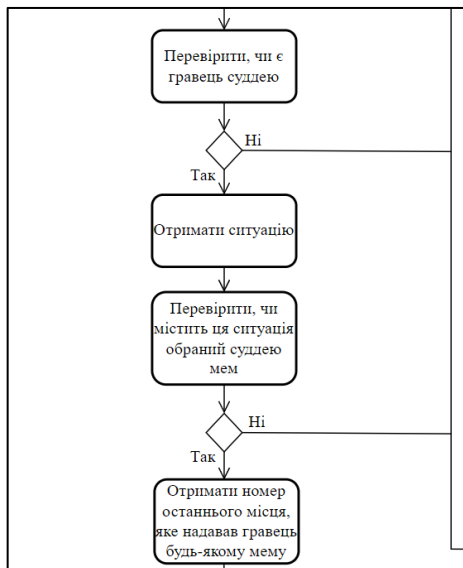 Перевірити, чи є
гравець суддею
Ні
Так
Отримати ситуацію
Перевірити, чи
містить ця ситуація
обраний суддею
мем
Ні
Так
Отримати номер
останнього місця,
яке надавав гравець
будь-якому мему